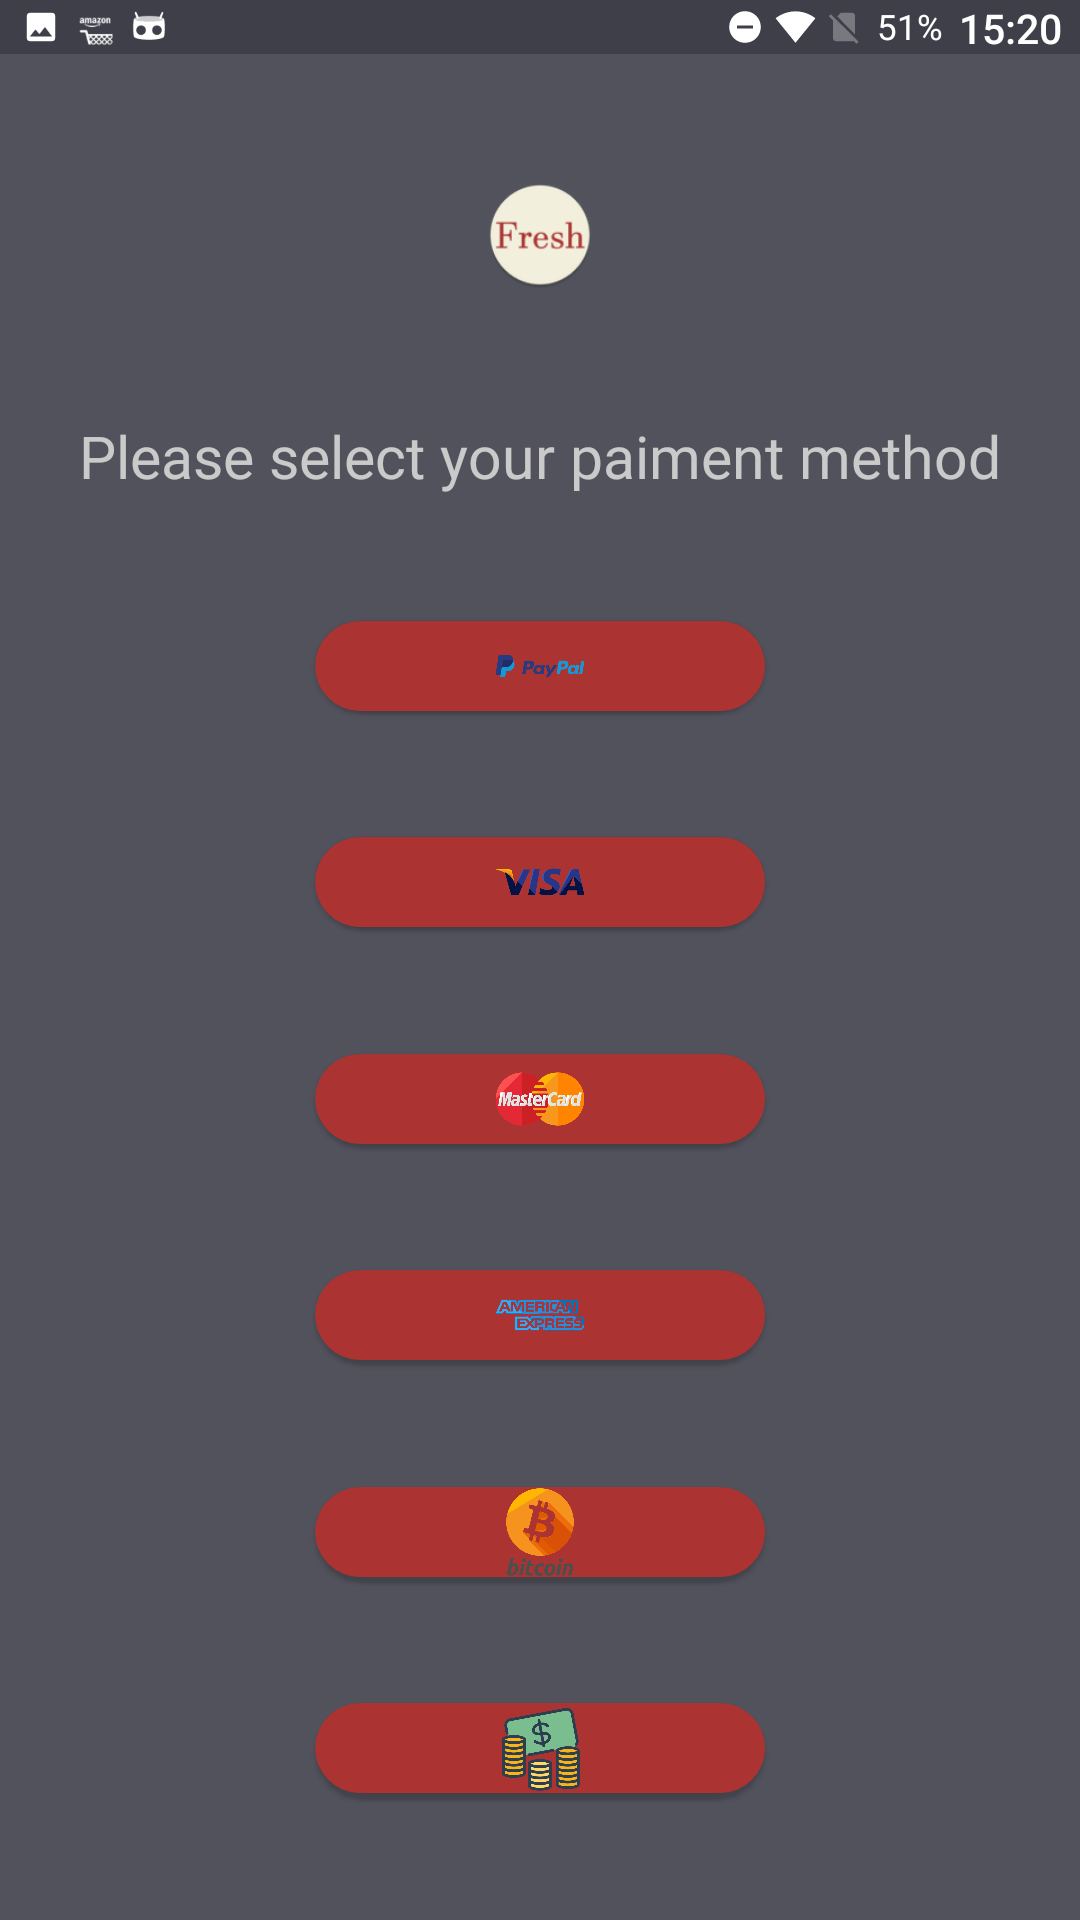 amazon
51% 15:20
Fresh
Please select your paiment method
PayPal
VISA
MasterCard
AMERICAN
EXPRESS
bitcoin
$